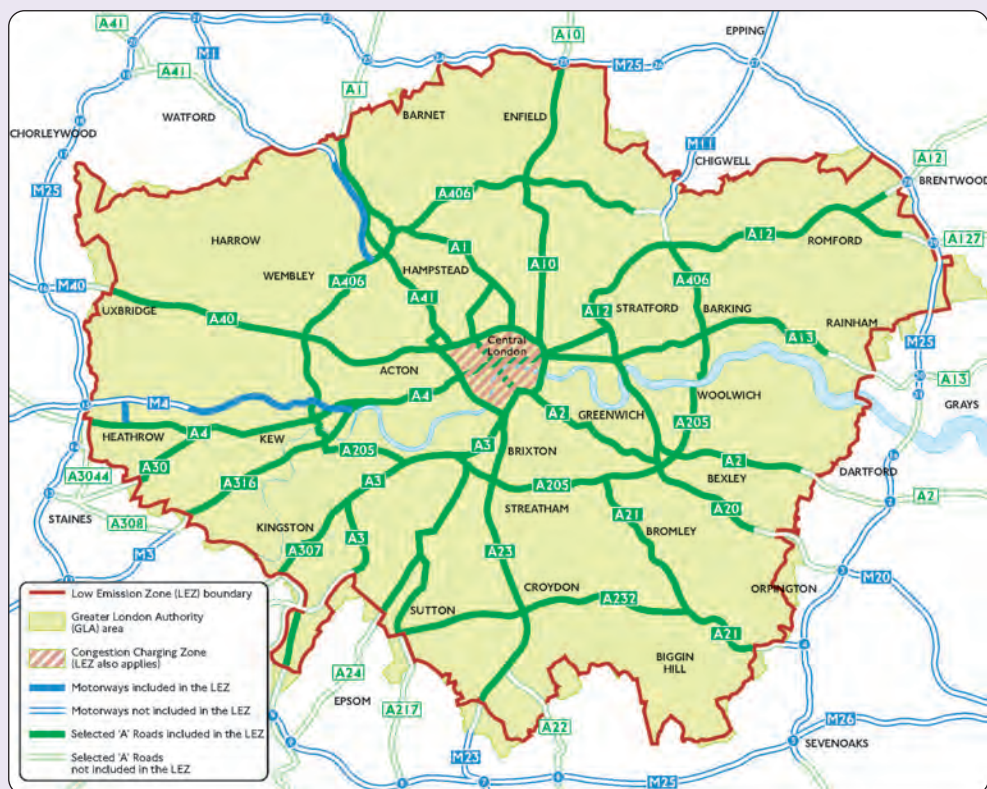 A41
M1
A10
EPPING
M25
A41
A1
WATFORD
BARNET
ENFIELD
CHORLEYWOOD
M11
CHIGWELL
A12
BRENTWOOD
M25
A406
HARROW
A1
A12
ROMFORD
A127
WEMBLEY
HAMPSTEAD
A10
A406
M40
A406
A41
STRATFORD
BARKING
UXBRIDGE
A40
A12
RAINHAM
Central
London
A13
M25
ACTON
A13
WOOLWICH
GRAYS
M4
A4
A2
GREENWICH
HEATHROW
A4
KEW
A205
A3
BRIXTON
A205
A30
A2
A3044
A316
A3
A205
BEXLEY
DARTFORD
STREATHAM
A21
A20
A2
STAINES
A308
KINGSTON
BROMLEY
M3
A307
A3
A23
M20
ORPINGTON
CROYDON
A232
SUTTON
A21
BIGGIN
HILL
A24
EPSOM
A217
A22
M26
M23
SEVENOAKS
M25
Low Emission Zone (LEZ) boundary
Greater London Authority
(GLA) area
Congestion Charging Zone
(LEZ also applies)
Motorways included in the LEZ
Motorways not included in the LEZ
Selected 'A' Roads included in the LEZ
Selected 'A' Roads
not included in the LEZ